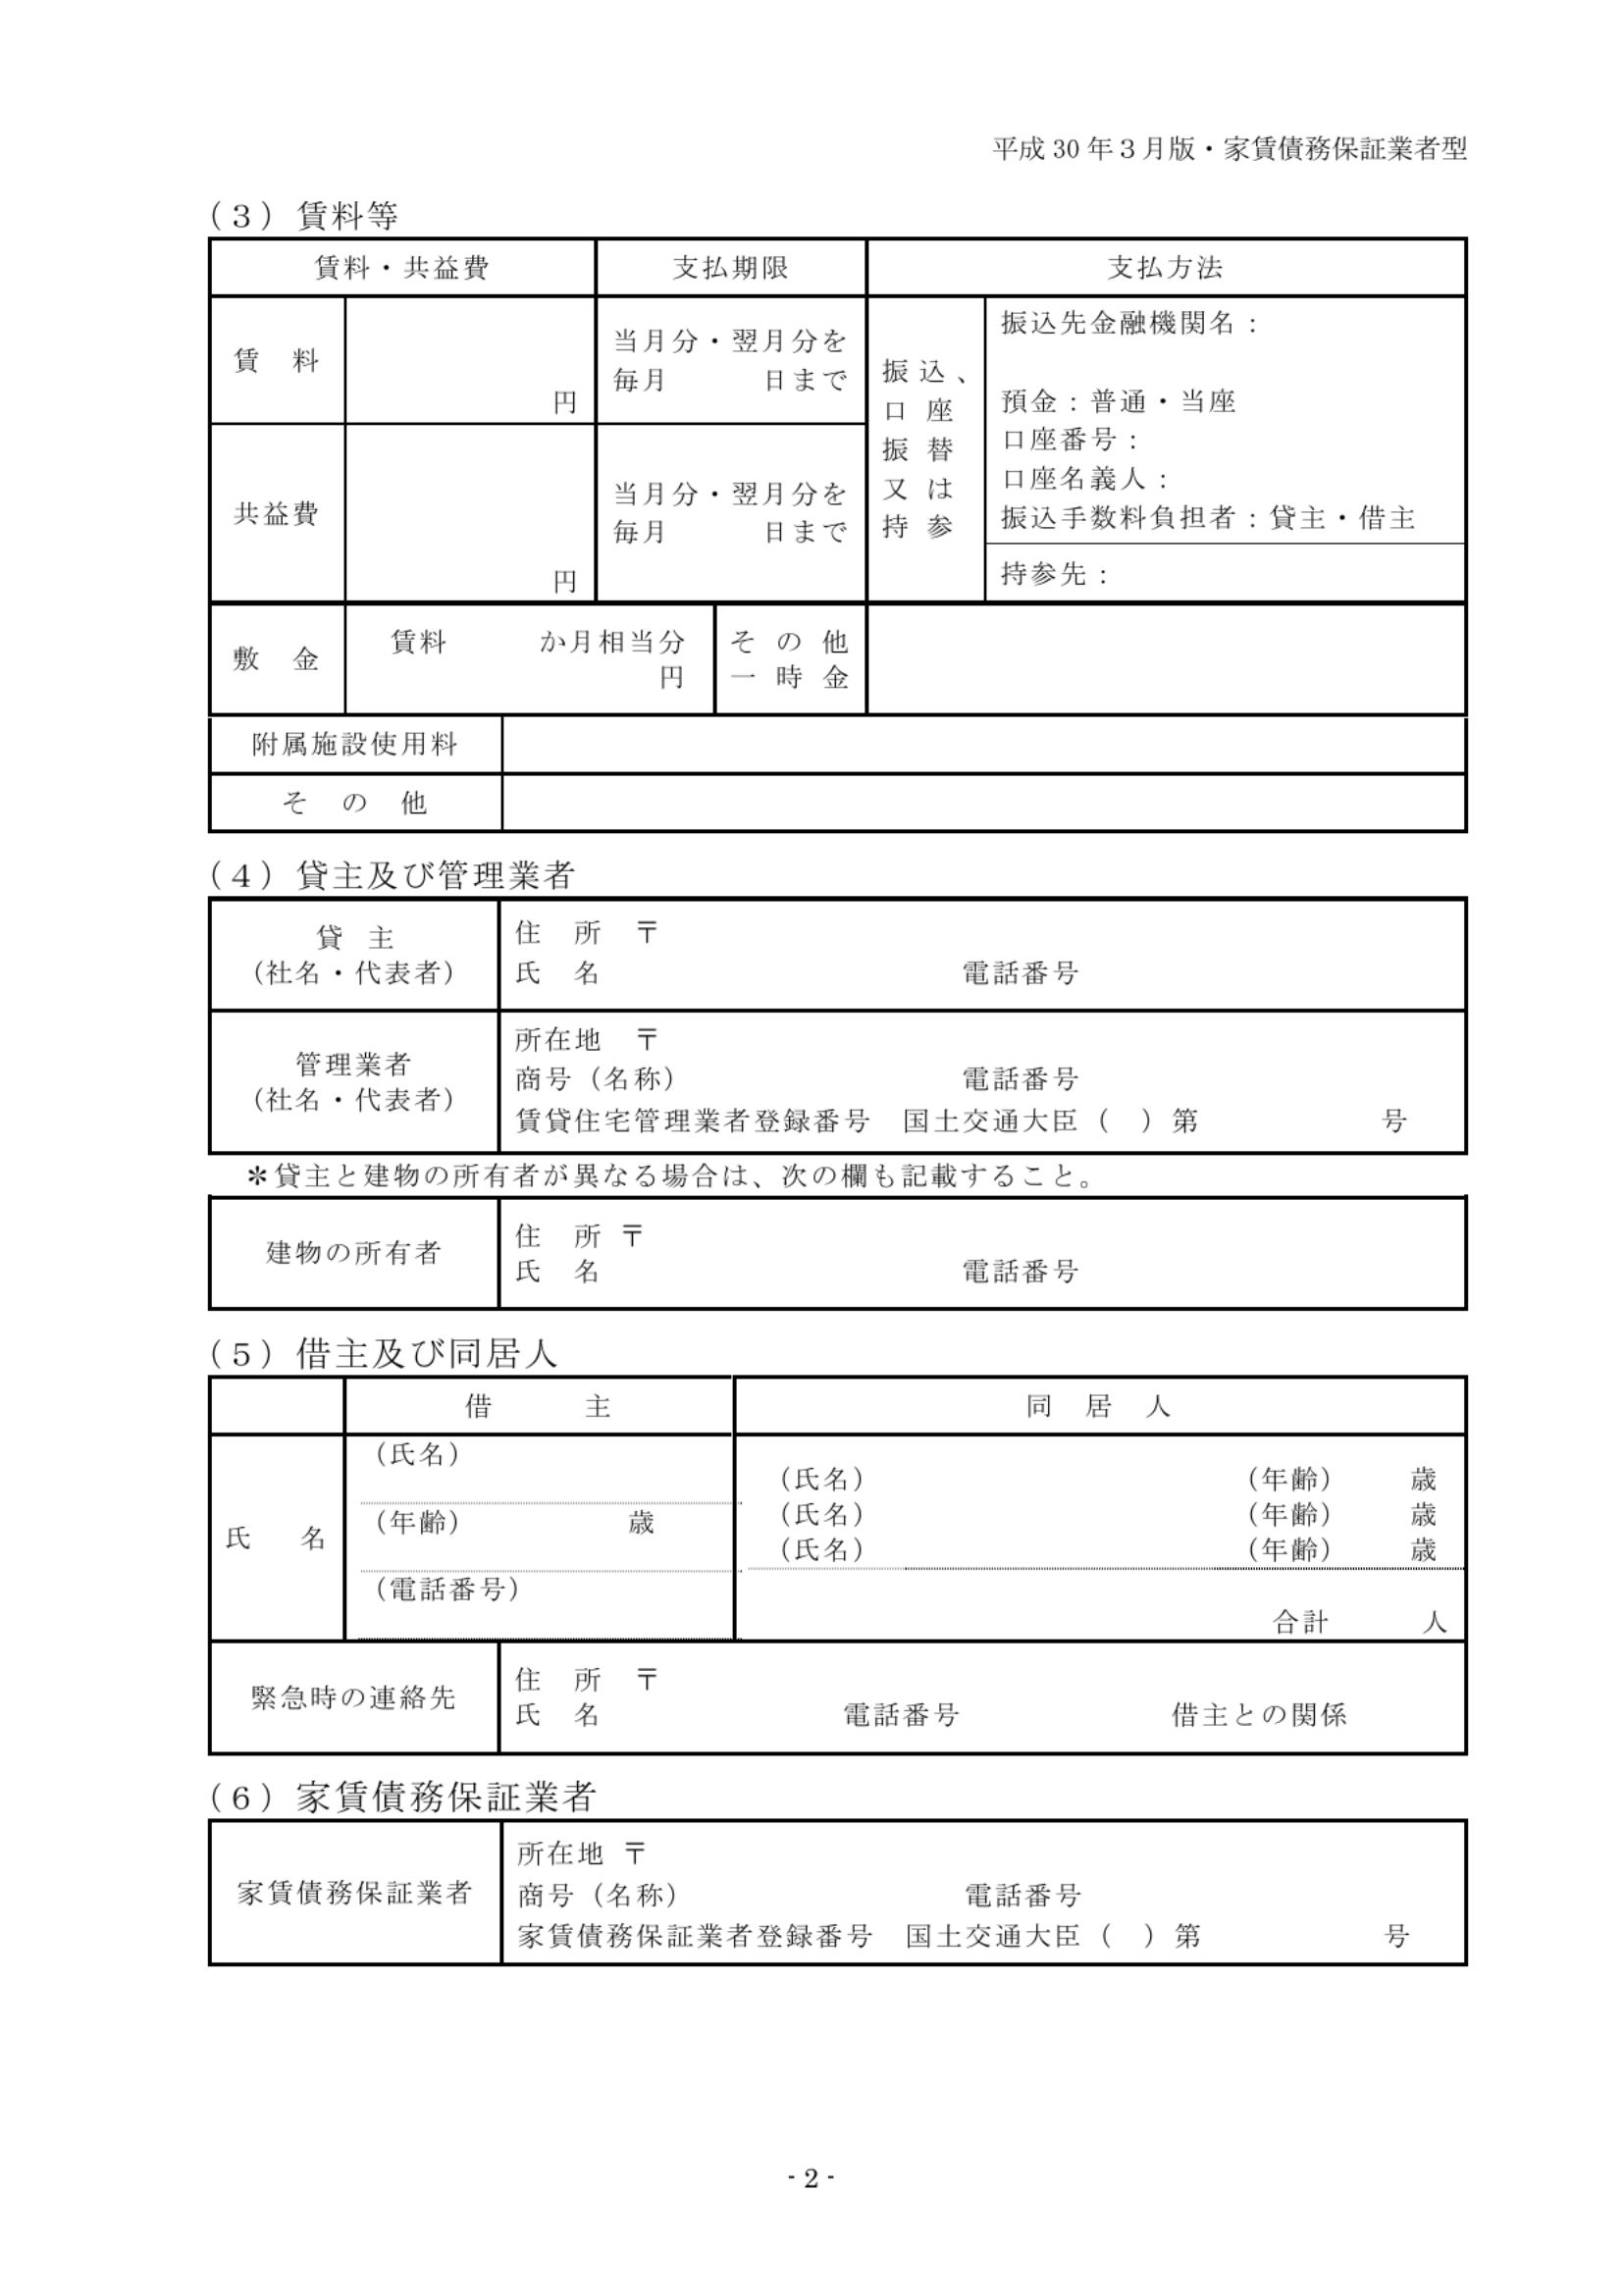 平成 30 年３月版・家賃債務保証業者型
（３）賃料等
賃料・共益費　支払期限　支払方法
賃　料
円
当月分・翌月分を
毎月　　　日まで
共益費
円
当月分・翌月分を
毎月　　　日まで
振込、
口座
振替
又は
持参
振込先金融機関名：
預金：普通・当座
口座番号：
口座名義人：
振込手数料負担者：貸主・借主
持参先：
敷　金
賃料　　　か月相当分
円
その他
一時金
附属施設使用料
そ　の　他
（４）貸主及び管理業者
貸　主
（社名・代表者）
住　所　〒
氏　名　　　電話番号
管理業者
（社名・代表者）
所在地　〒
商号（名称）　　　電話番号
賃貸住宅管理業者登録番号　国土交通大臣（　）第　　　号
＊貸主と建物の所有者が異なる場合は、次の欄も記載すること。
建物の所有者
住　所　〒
氏　名　　　電話番号
（５）借主及び同居人
借　　　主　同　居　人
氏　　名
（氏名）
（年齢）　　　歳
（電話番号）
（氏名）　　　（年齢）　　歳
（氏名）　　　（年齢）　　歳
（氏名）　　　（年齢）　　歳
合計　　　人
緊急時の連絡先
住　所　〒
氏　名　　　電話番号　　　借主との関係
（６）家賃債務保証業者
家賃債務保証業者
所在地　〒
商号（名称）　　　電話番号
家賃債務保証業者登録番号　国土交通大臣（　）第　　　号
- 2 -